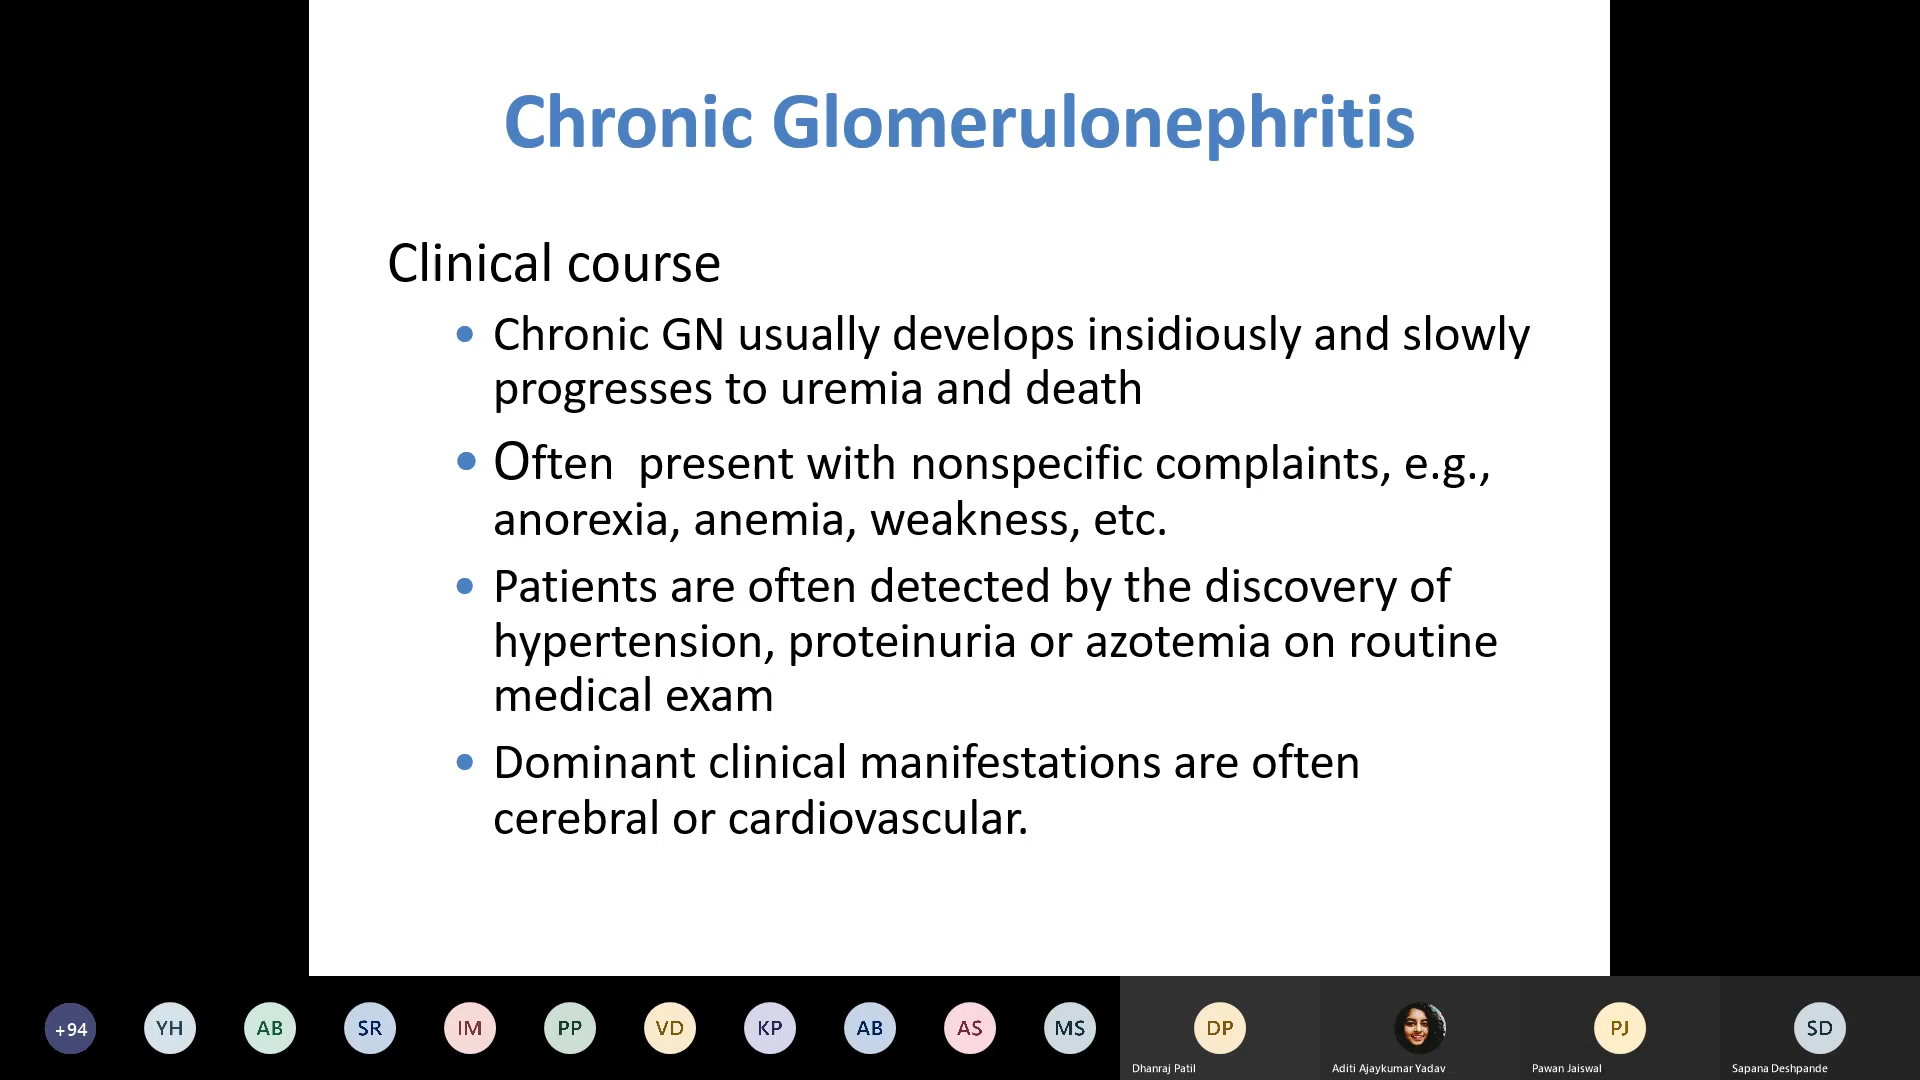 Chronic Glomerulonephritis
Clinical course
• Chronic GN usually develops insidiously and slowly
progresses to uremia and death
• Often  present with nonspecific complaints, e.g.,
anorexia, anemia, weakness, etc.
• Patients are often detected by the discovery of
hypertension, proteinuria or azotemia on routine
medical exam
• Dominant clinical manifestations are often
cerebral or cardiovascular.
+94 YH AB SR IM PP VD KP AB AS MS DP PJ SD
Dhanraj Patil Aditi Ajaykumar Yadav Pawan Jaiswal Sapana Deshpande